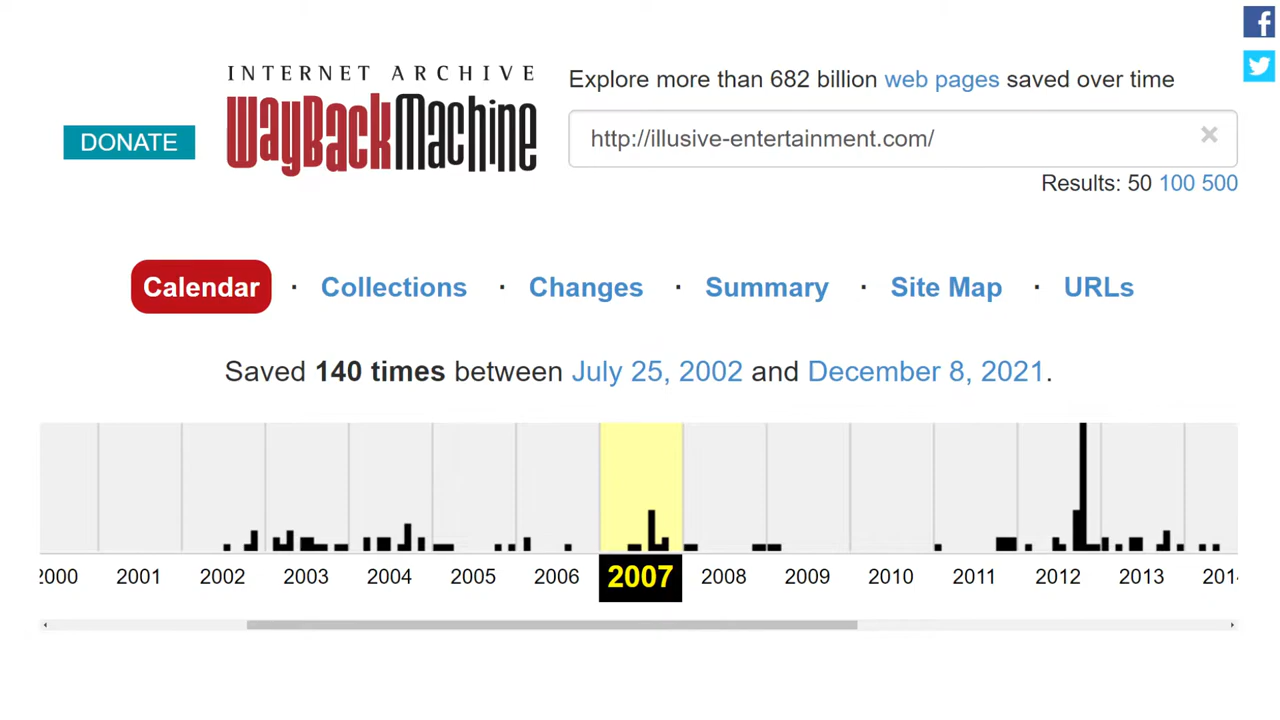 INTERNET ARCHIVE
WayBackMachine
DONATE
Explore more than 682 billion web pages saved over time
http://illusive-entertainment.com/
Results: 50 100 500
Calendar · Collections · Changes · Summary · Site Map · URLs
Saved 140 times between July 25, 2002 and December 8, 2021.
2000 2001 2002 2003 2004 2005 2006 2007 2008 2009 2010 2011 2012 2013 2014